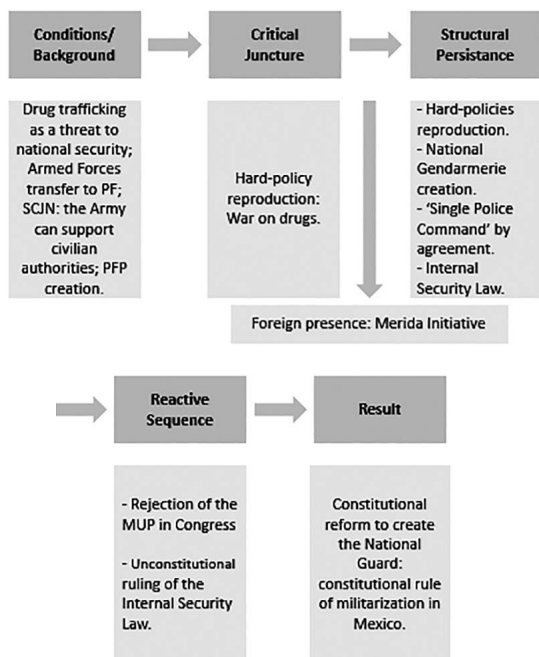 Conditions/
Background
Critical
Juncture
Structural
Persistance
Drug trafficking
as a threat to
national security;
Armed Forces
transfer to PF;
SCJN: the Army
can support
civilian
authorities; PFP
creation.
Hard-policy
reproduction:
War on drugs.
- Hard-policies
reproduction.
- National
Gendarmerie
creation.
- ‘Single Police
Command’ by
agreement.
- Internal
Security Law.
Foreign presence: Merida Initiative
Reactive
Sequence
Result
- Rejection of the
MUP in Congress
- Unconstitutional
ruling of the
Internal Security
Law.
Constitutional
reform to create
the National
Guard:
constitutional rule
of militarization in
Mexico.